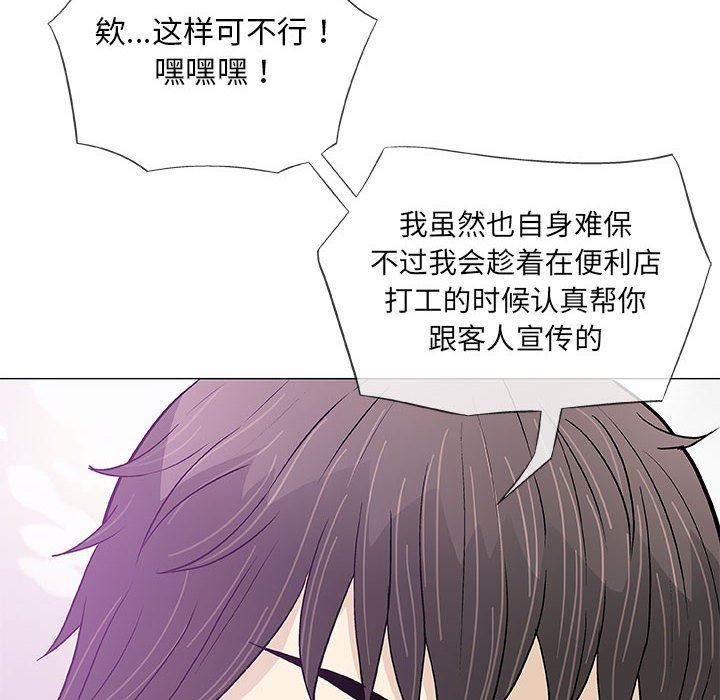 欸...这样可不行！
嘿嘿嘿！
我虽然也自身难保
不过我会趁着在便利店
打工的时候认真帮你
跟客人宣传的